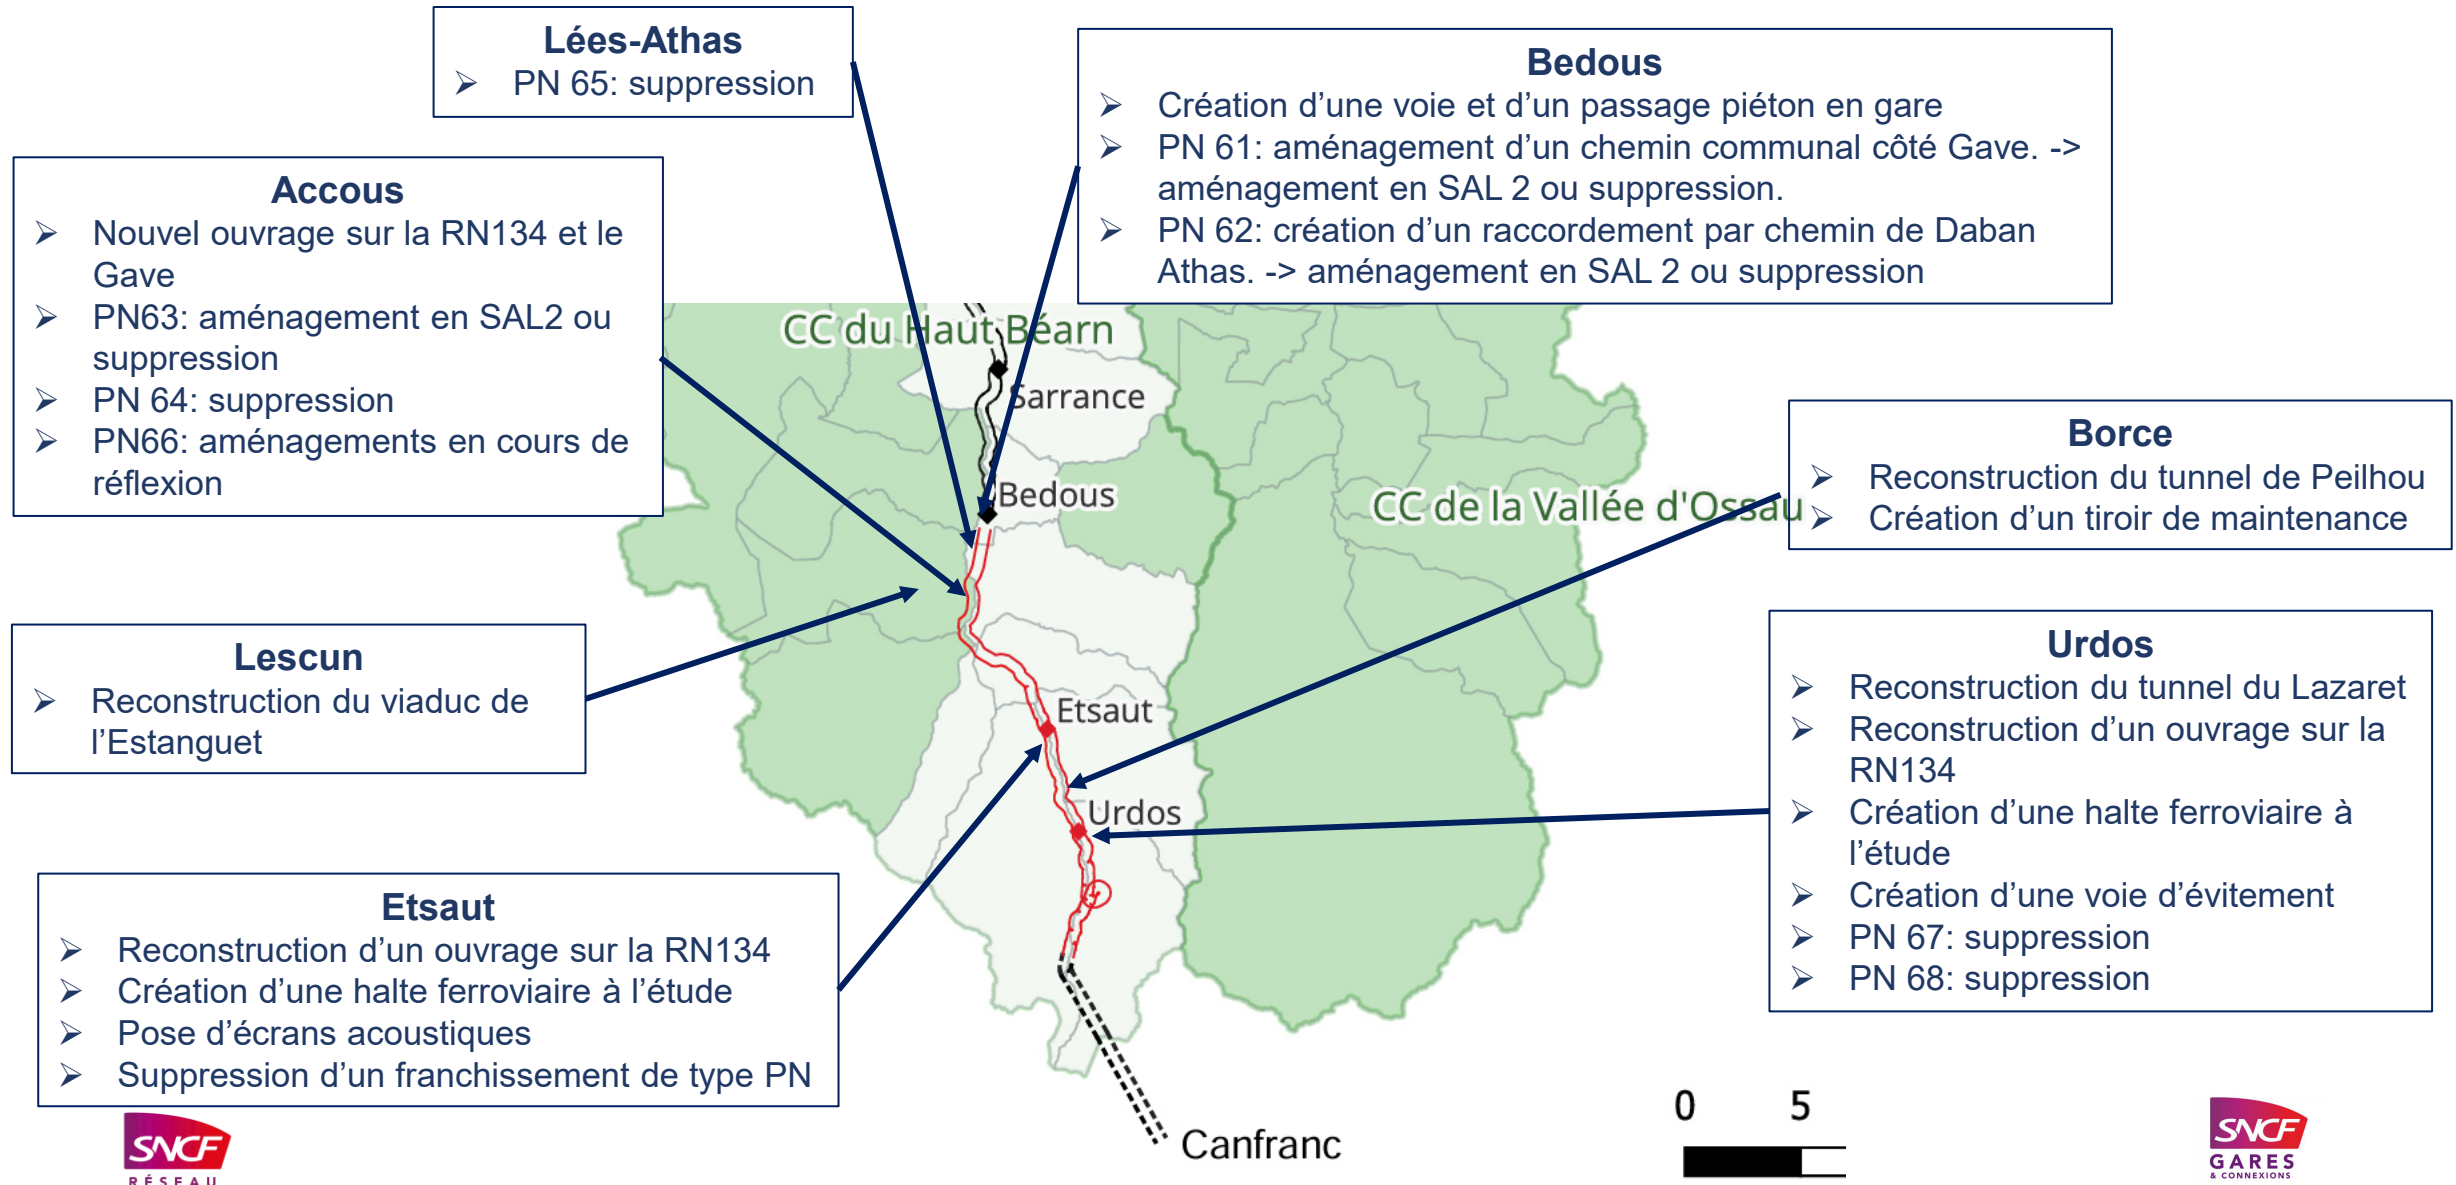 Lées-Athas
➢ PN 65: suppression
Bedous
➢ Création d’une voie et d’un passage piéton en gare
➢ PN 61: aménagement d’un chemin communal côté Gave. ->
aménagement en SAL 2 ou suppression.
➢ PN 62: création d’un raccordement par chemin de Daban
Athas. -> aménagement en SAL 2 ou suppression
Accous
➢ Nouvel ouvrage sur la RN134 et le
Gave
➢ PN63: aménagement en SAL2 ou
suppression
➢ PN 64: suppression
➢ PN66: aménagements en cours de
réflexion
CC du Haut Béarn
Sarrance
Bedous
CC de la Vallée d'Ossau
Borce
➢ Reconstruction du tunnel de Peilhou
➢ Création d’un tiroir de maintenance
Lescun
➢ Reconstruction du viaduc de
l’Estanguet
Etsaut
Urdos
Urdos
➢ Reconstruction du tunnel du Lazaret
➢ Reconstruction d’un ouvrage sur la
RN134
➢ Création d’une halte ferroviaire à
l’étude
➢ Création d’une voie d’évitement
➢ PN 67: suppression
➢ PN 68: suppression
Etsaut
➢ Reconstruction d’un ouvrage sur la RN134
➢ Création d’une halte ferroviaire à l’étude
➢ Pose d’écrans acoustiques
➢ Suppression d’un franchissement de type PN
Canfranc
0 5
SNCF
RÉSEAU
SNCF
GARES
& CONNEXIONS